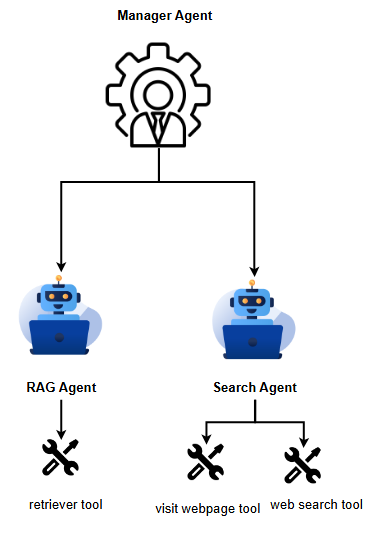 Manager Agent
RAG Agent
Search Agent
retriever tool
visit webpage tool
web search tool